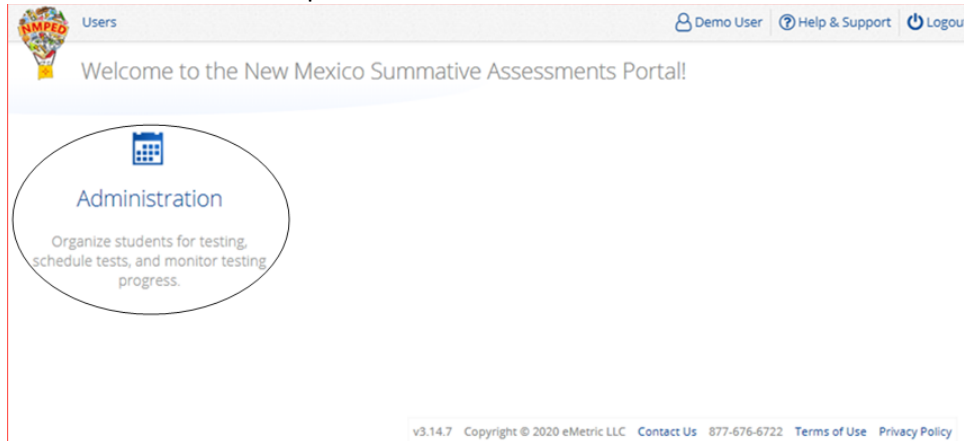 NMPED
Users Demo User Help & Support Logou
Welcome to the New Mexico Summative Assessments Portal!
Administration
Organize students for testing,
schedule tests, and monitor testing
progress.
v3.14.7 Copyright © 2020 eMetric LLC Contact Us 877-676-6722 Terms of Use Privacy Policy